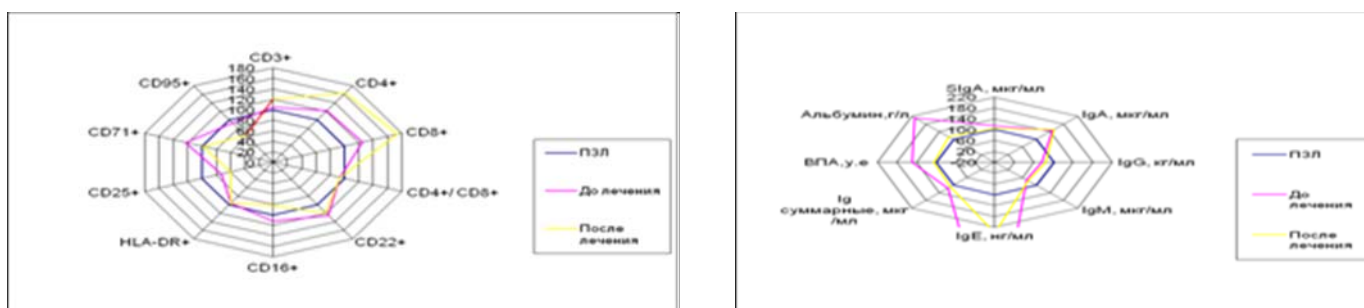 CD3+
180
160
140
120
100
80
60
40
20
0
CD4+
CD8+
CD4+/ CD8+
CD22+
CD16+
HLA-DR+
CD25+
CD71+
CD95+
ПЗЛ
До лечения
После
лечения
SIgA, мкг/мл
220
180
140
100
60
20
-20
IgA, мкг/мл
IgG, кг/мл
IgM, мкг/мл
IgE, нг/мл
Ig
суммарные, мкг
/мл
ВПА, у,е
Альбумин, г/л
ПЗЛ
До
лечения
После
лечения